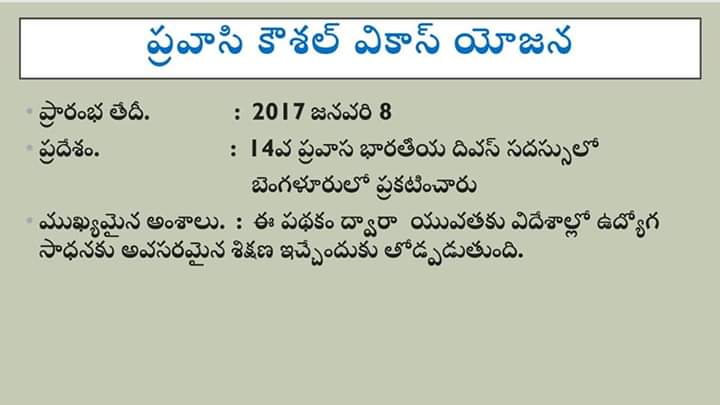 ప్రవాసి కౌశల్ వికాస్ యోజన
• ప్రారంభ తేదీ. : 2017 జనవరి 8
• ప్రదేశం. : 14వ ప్రవాస భారతీయ దివస్ సదస్సులో
బెంగళూరులో ప్రకటించారు
• ముఖ్యమైన అంశాలు. : ఈ పథకం ద్వారా యువతకు విదేశాల్లో ఉద్యోగ
సాధనకు అవసరమైన శిక్షణ ఇచ్చేందుకు తోడ్పడుతుంది.